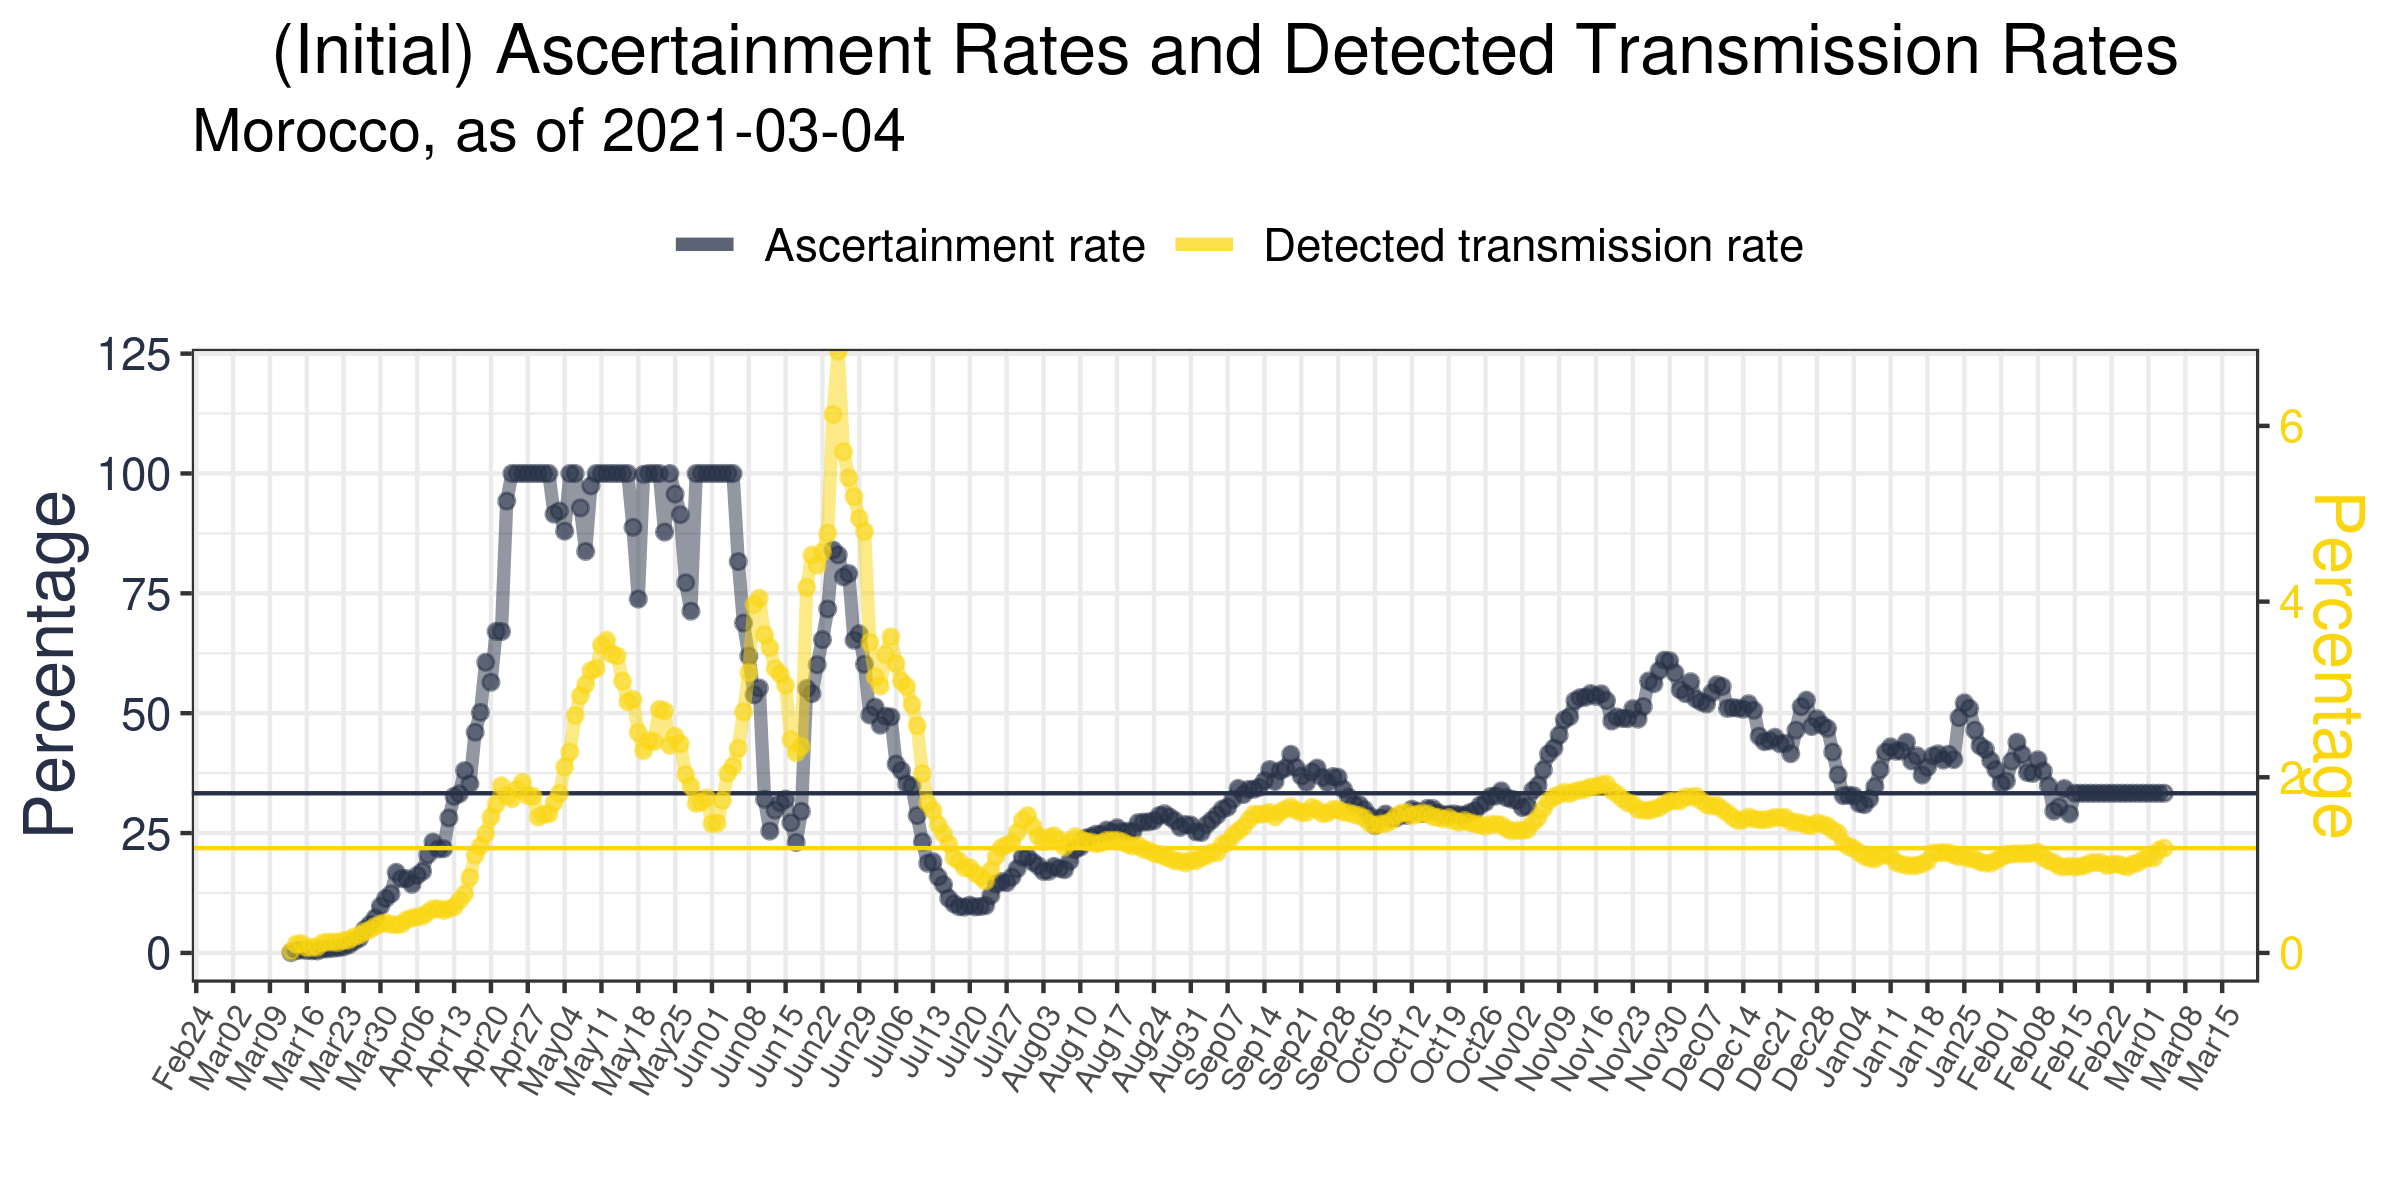 (Initial) Ascertainment Rates and Detected Transmission Rates
Morocco, as of 2021-03-04
Ascertainment rate
Detected transmission rate
Percentage
125
100
75
50
25
0
6
4
2
0
Percentage
Feb24
Mar02
Mar09
Mar16
Mar23
Mar30
Apr06
Apr13
Apr20
Apr27
May04
May11
May18
May25
Jun01
Jun08
Jun15
Jun22
Jun29
Jul06
Jul13
Jul20
Jul27
Aug03
Aug10
Aug17
Aug24
Aug31
Sep07
Sep14
Sep21
Sep28
Oct05
Oct12
Oct19
Oct26
Nov02
Nov09
Nov16
Nov23
Nov30
Dec07
Dec14
Dec21
Dec28
Jan04
Jan11
Jan18
Jan25
Feb01
Feb08
Feb15
Feb22
Mar01
Mar08
Mar15